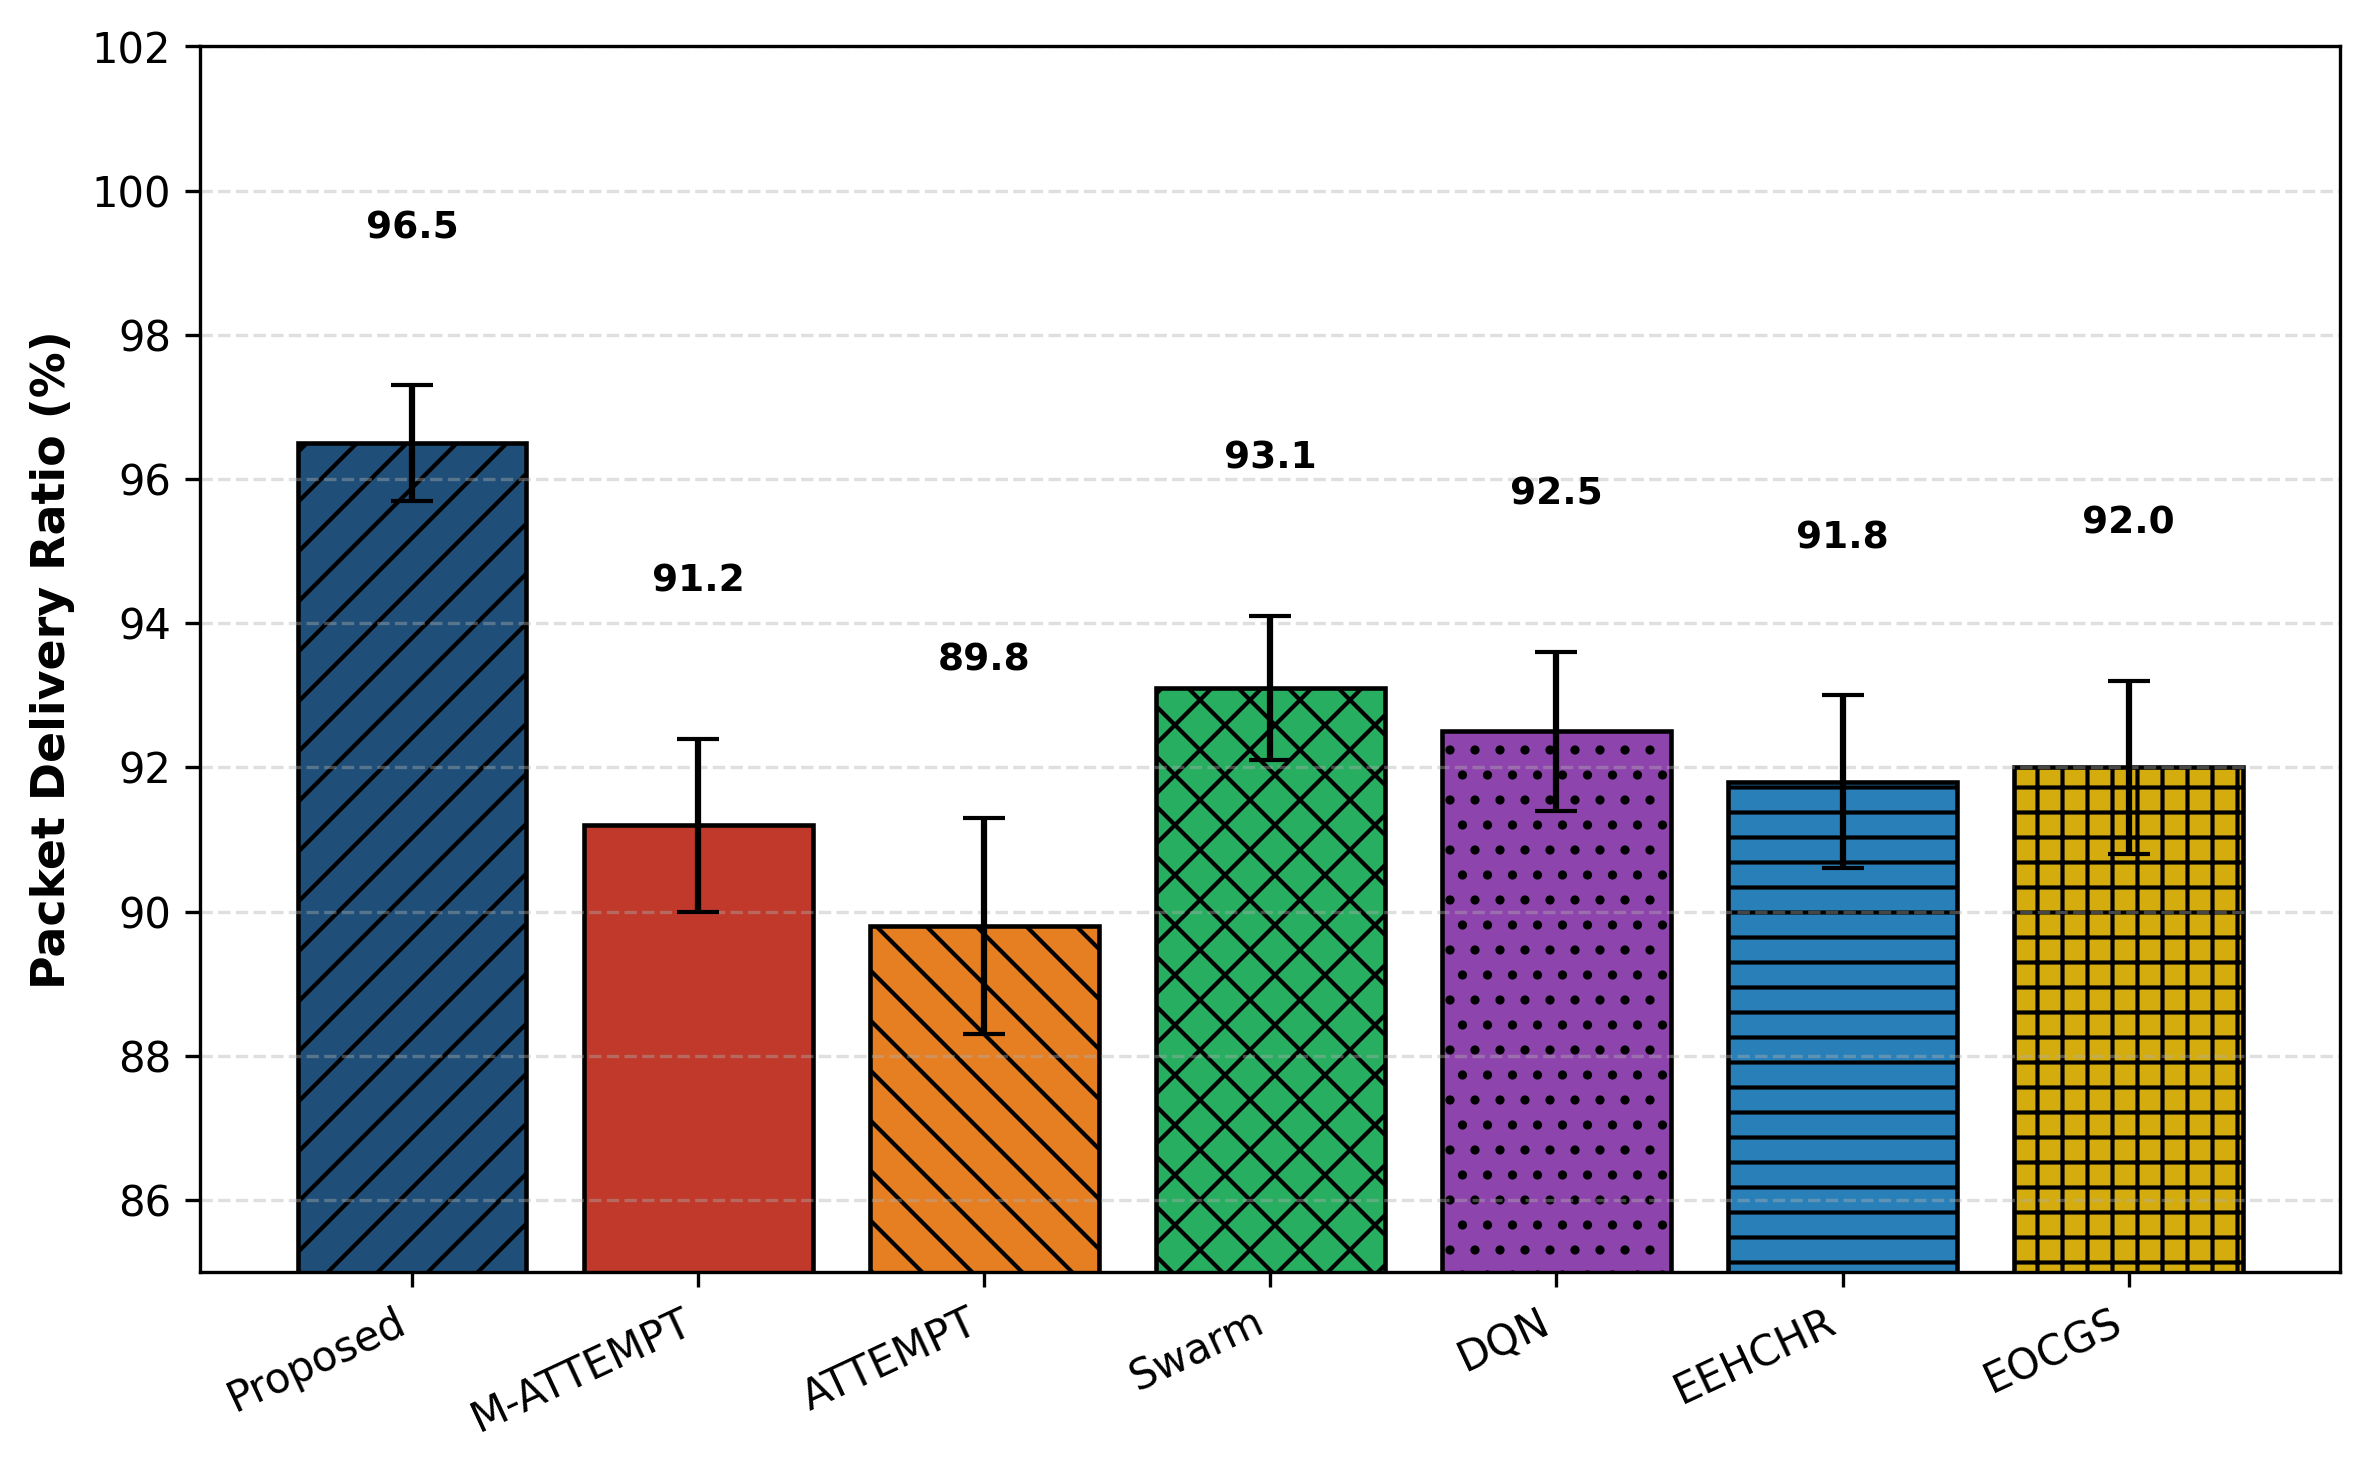 Packet Delivery Ratio (%)
102
100
98
96
94
92
90
88
86
96.5
91.2
89.8
93.1
92.5
91.8
92.0
Proposed
M-ATTEMPT
ATTEMPT
Swarm
DQN
EEHCHR
EOCGS